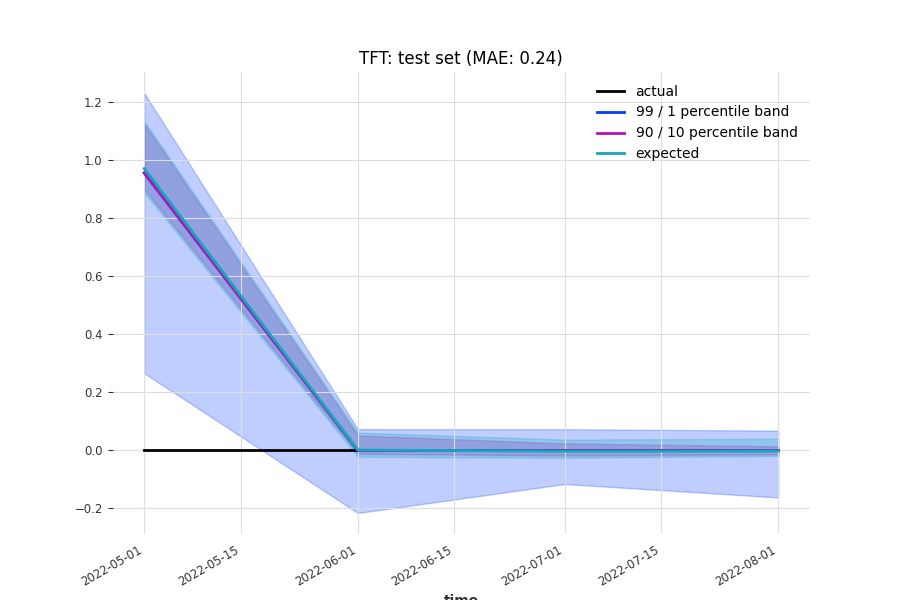 TFT: test set (MAE: 0.24)
actual
99 / 1 percentile band
90 / 10 percentile band
expected
1.2
1.0
0.8
0.6
0.4
0.2
0.0
−0.2
2022-05-01
2022-05-15
2022-06-01
2022-06-15
2022-07-01
2022-07-15
2022-08-01
time